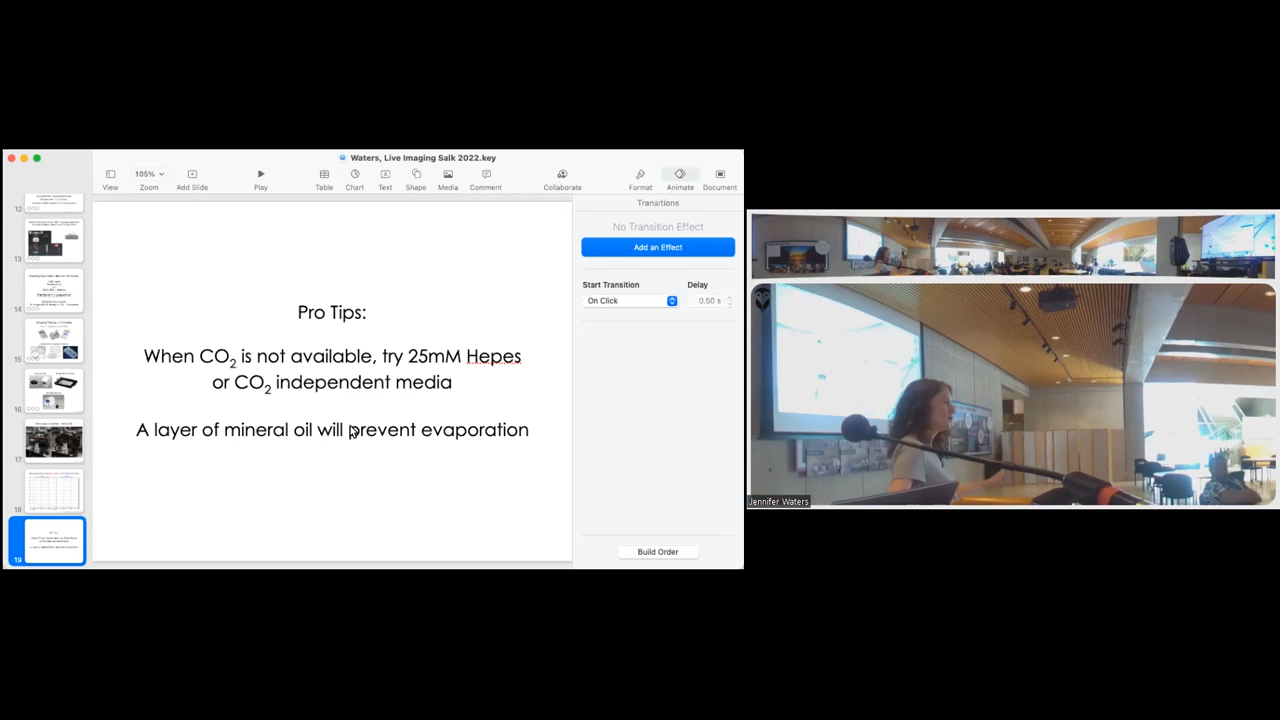 Waters, Live Imaging Salk 2022.key
105%
View
Zoom
Add Slide
Play
Table
Chart
Text
Shape
Media
Comment
Collaborate
Format
Animate
Document
Transitions
No Transition Effect
Add an Effect
Start Transition
Delay
On Click
0.50 s
Build Order
12
13
14
15
16
17
18
19
Pro Tips:
When CO2 is not available, try 25mM Hepes
or CO2 independent media
A layer of mineral oil will prevent evaporation
Jennifer Waters